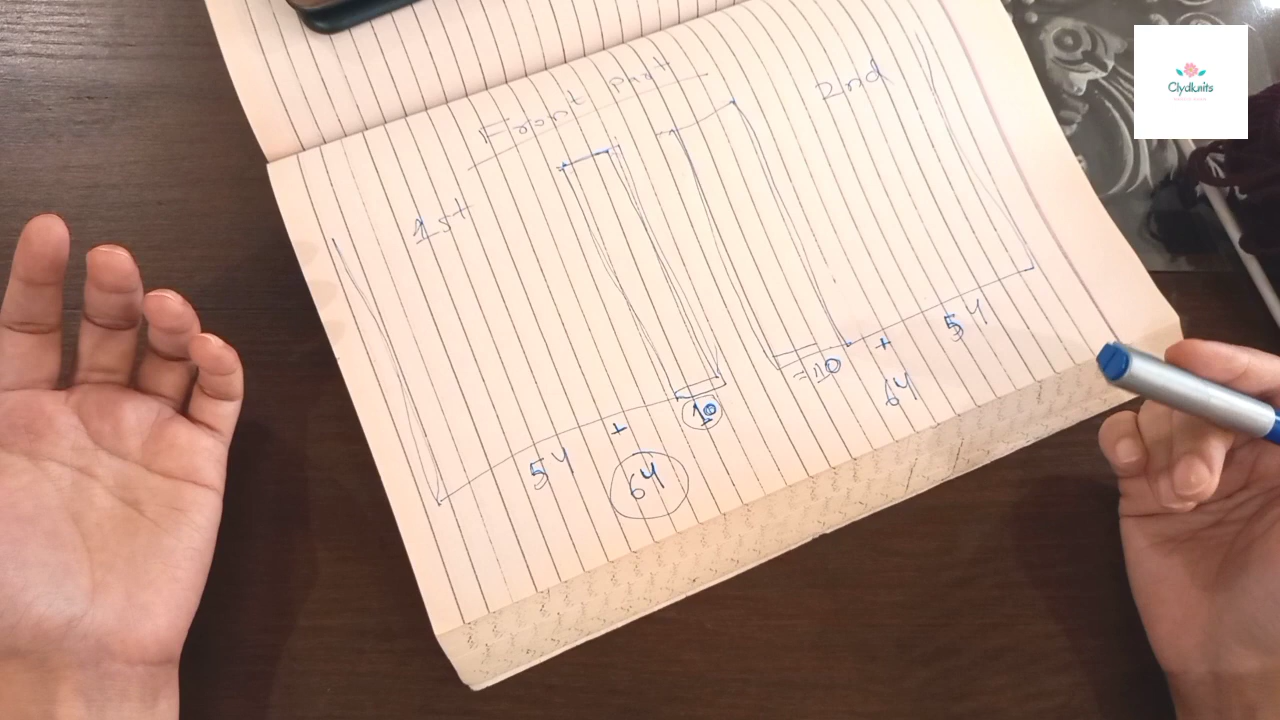 Front part
1st
2nd
54 + 10
64
=10 + 54
64
Clydknits